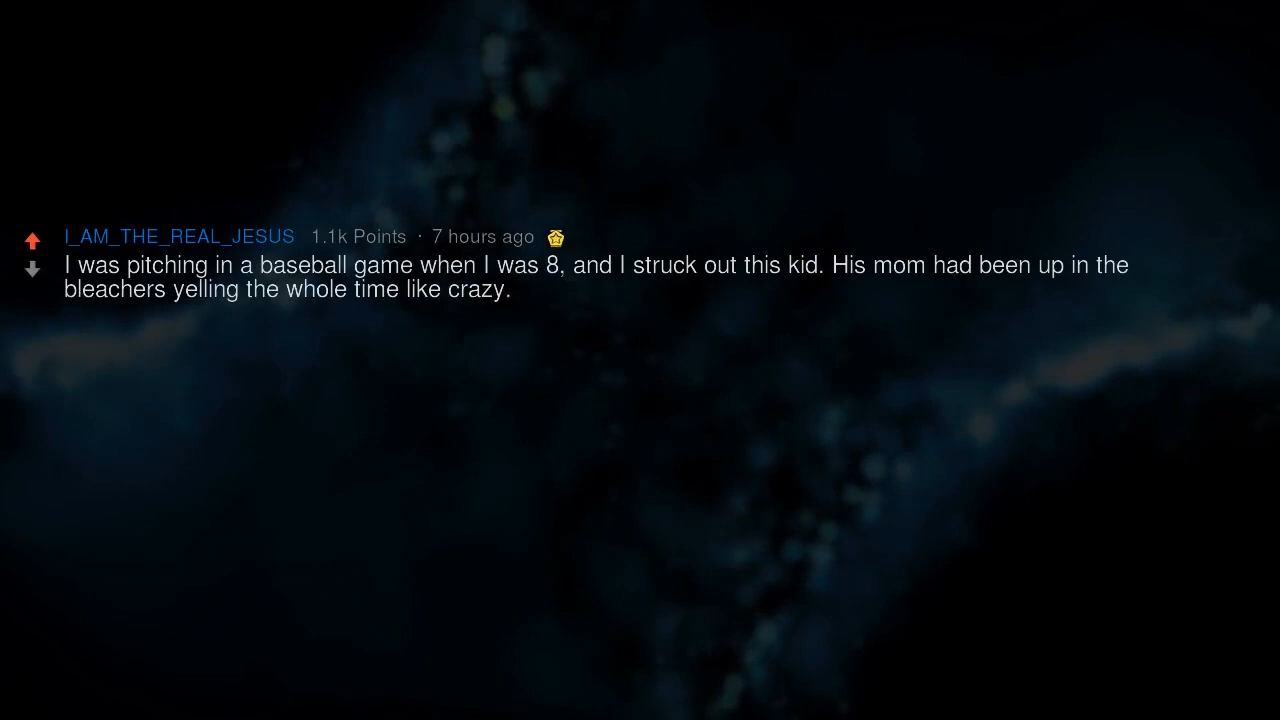 I_AM_THE_REAL_JESUS 1.1k Points · 7 hours ago
I was pitching in a baseball game when I was 8, and I struck out this kid. His mom had been up in the
bleachers yelling the whole time like crazy.